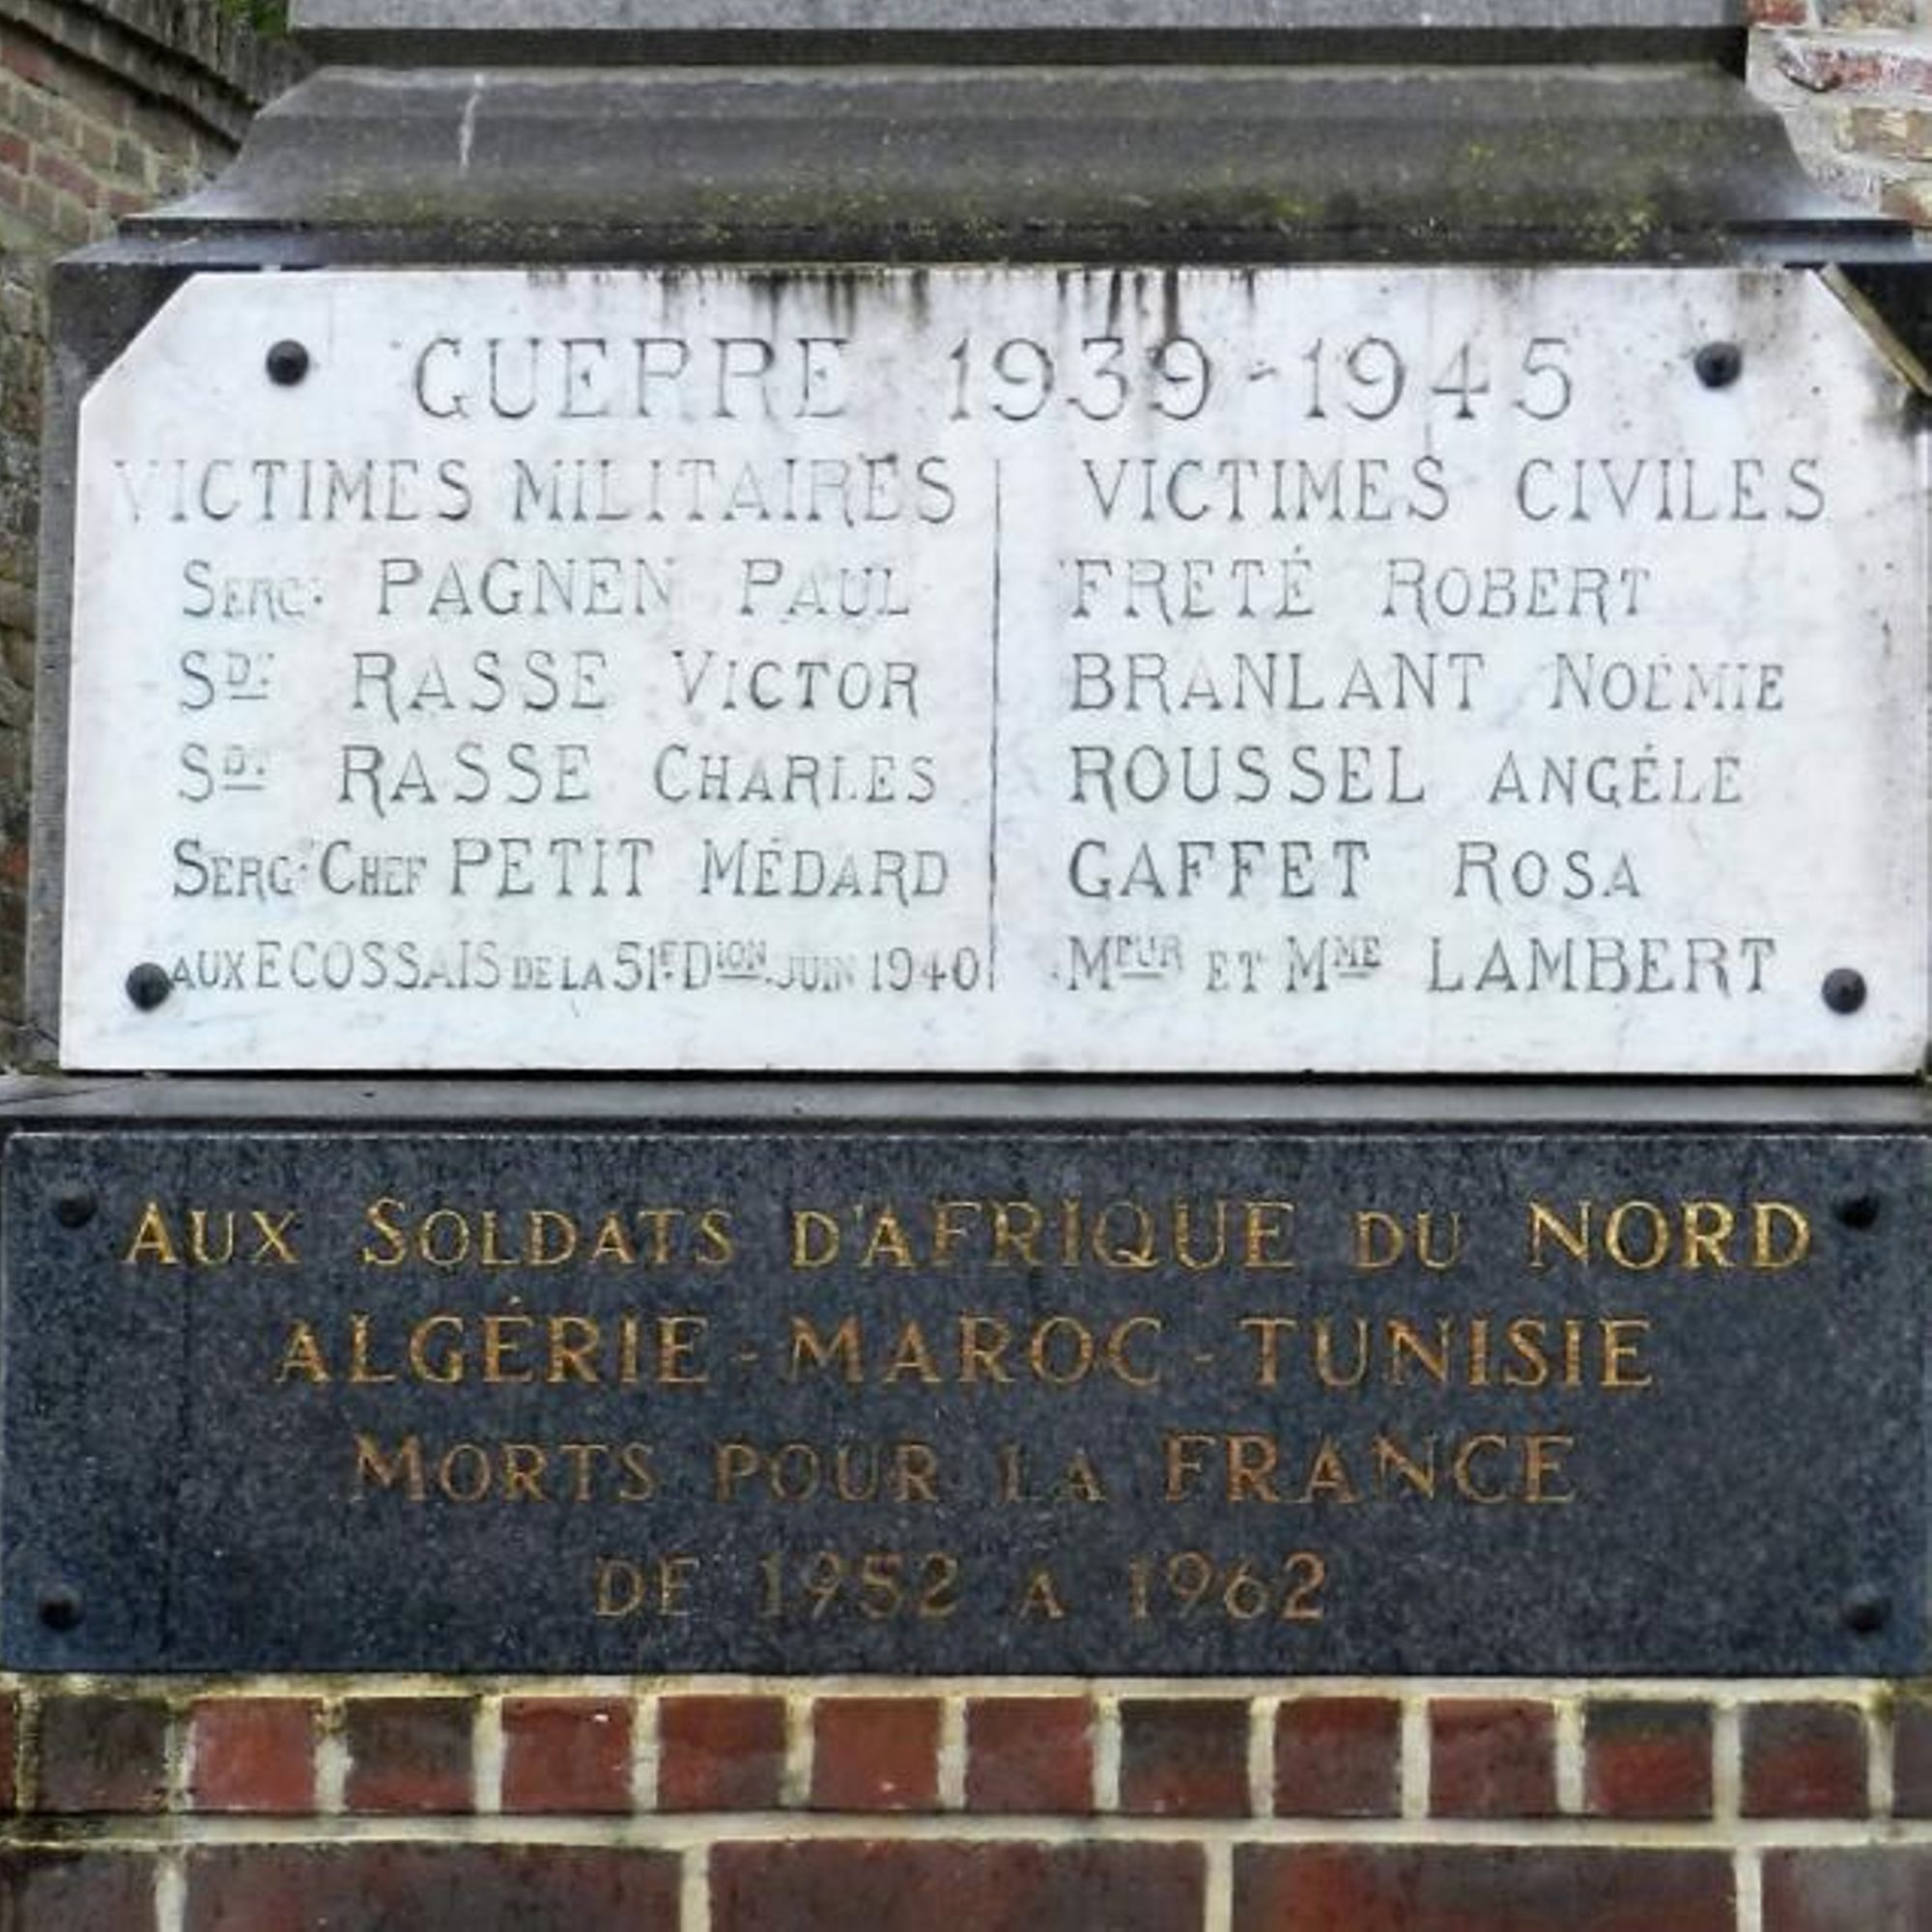 GUERRE 1939-1945
VICTIMES MILITAIRES
SERG: PAGNEN PAUL
SDT RASSE VICTOR
SDT RASSE CHARLES
SERG-CHEF PETIT MÉDARD
AUX ECOSSAIS DE LA 51E DION JUIN 1940
VICTIMES CIVILES
FRETÉ ROBERT
BRANLANT NOÉMIE
ROUSSEL ANGÉLE
GAFFET ROSA
MEUR ET MME LAMBERT
AUX SOLDATS D'AFRIQUE DU NORD
ALGÉRIE - MAROC - TUNISIE
MORTS POUR LA FRANCE
DE 1952 A 1962